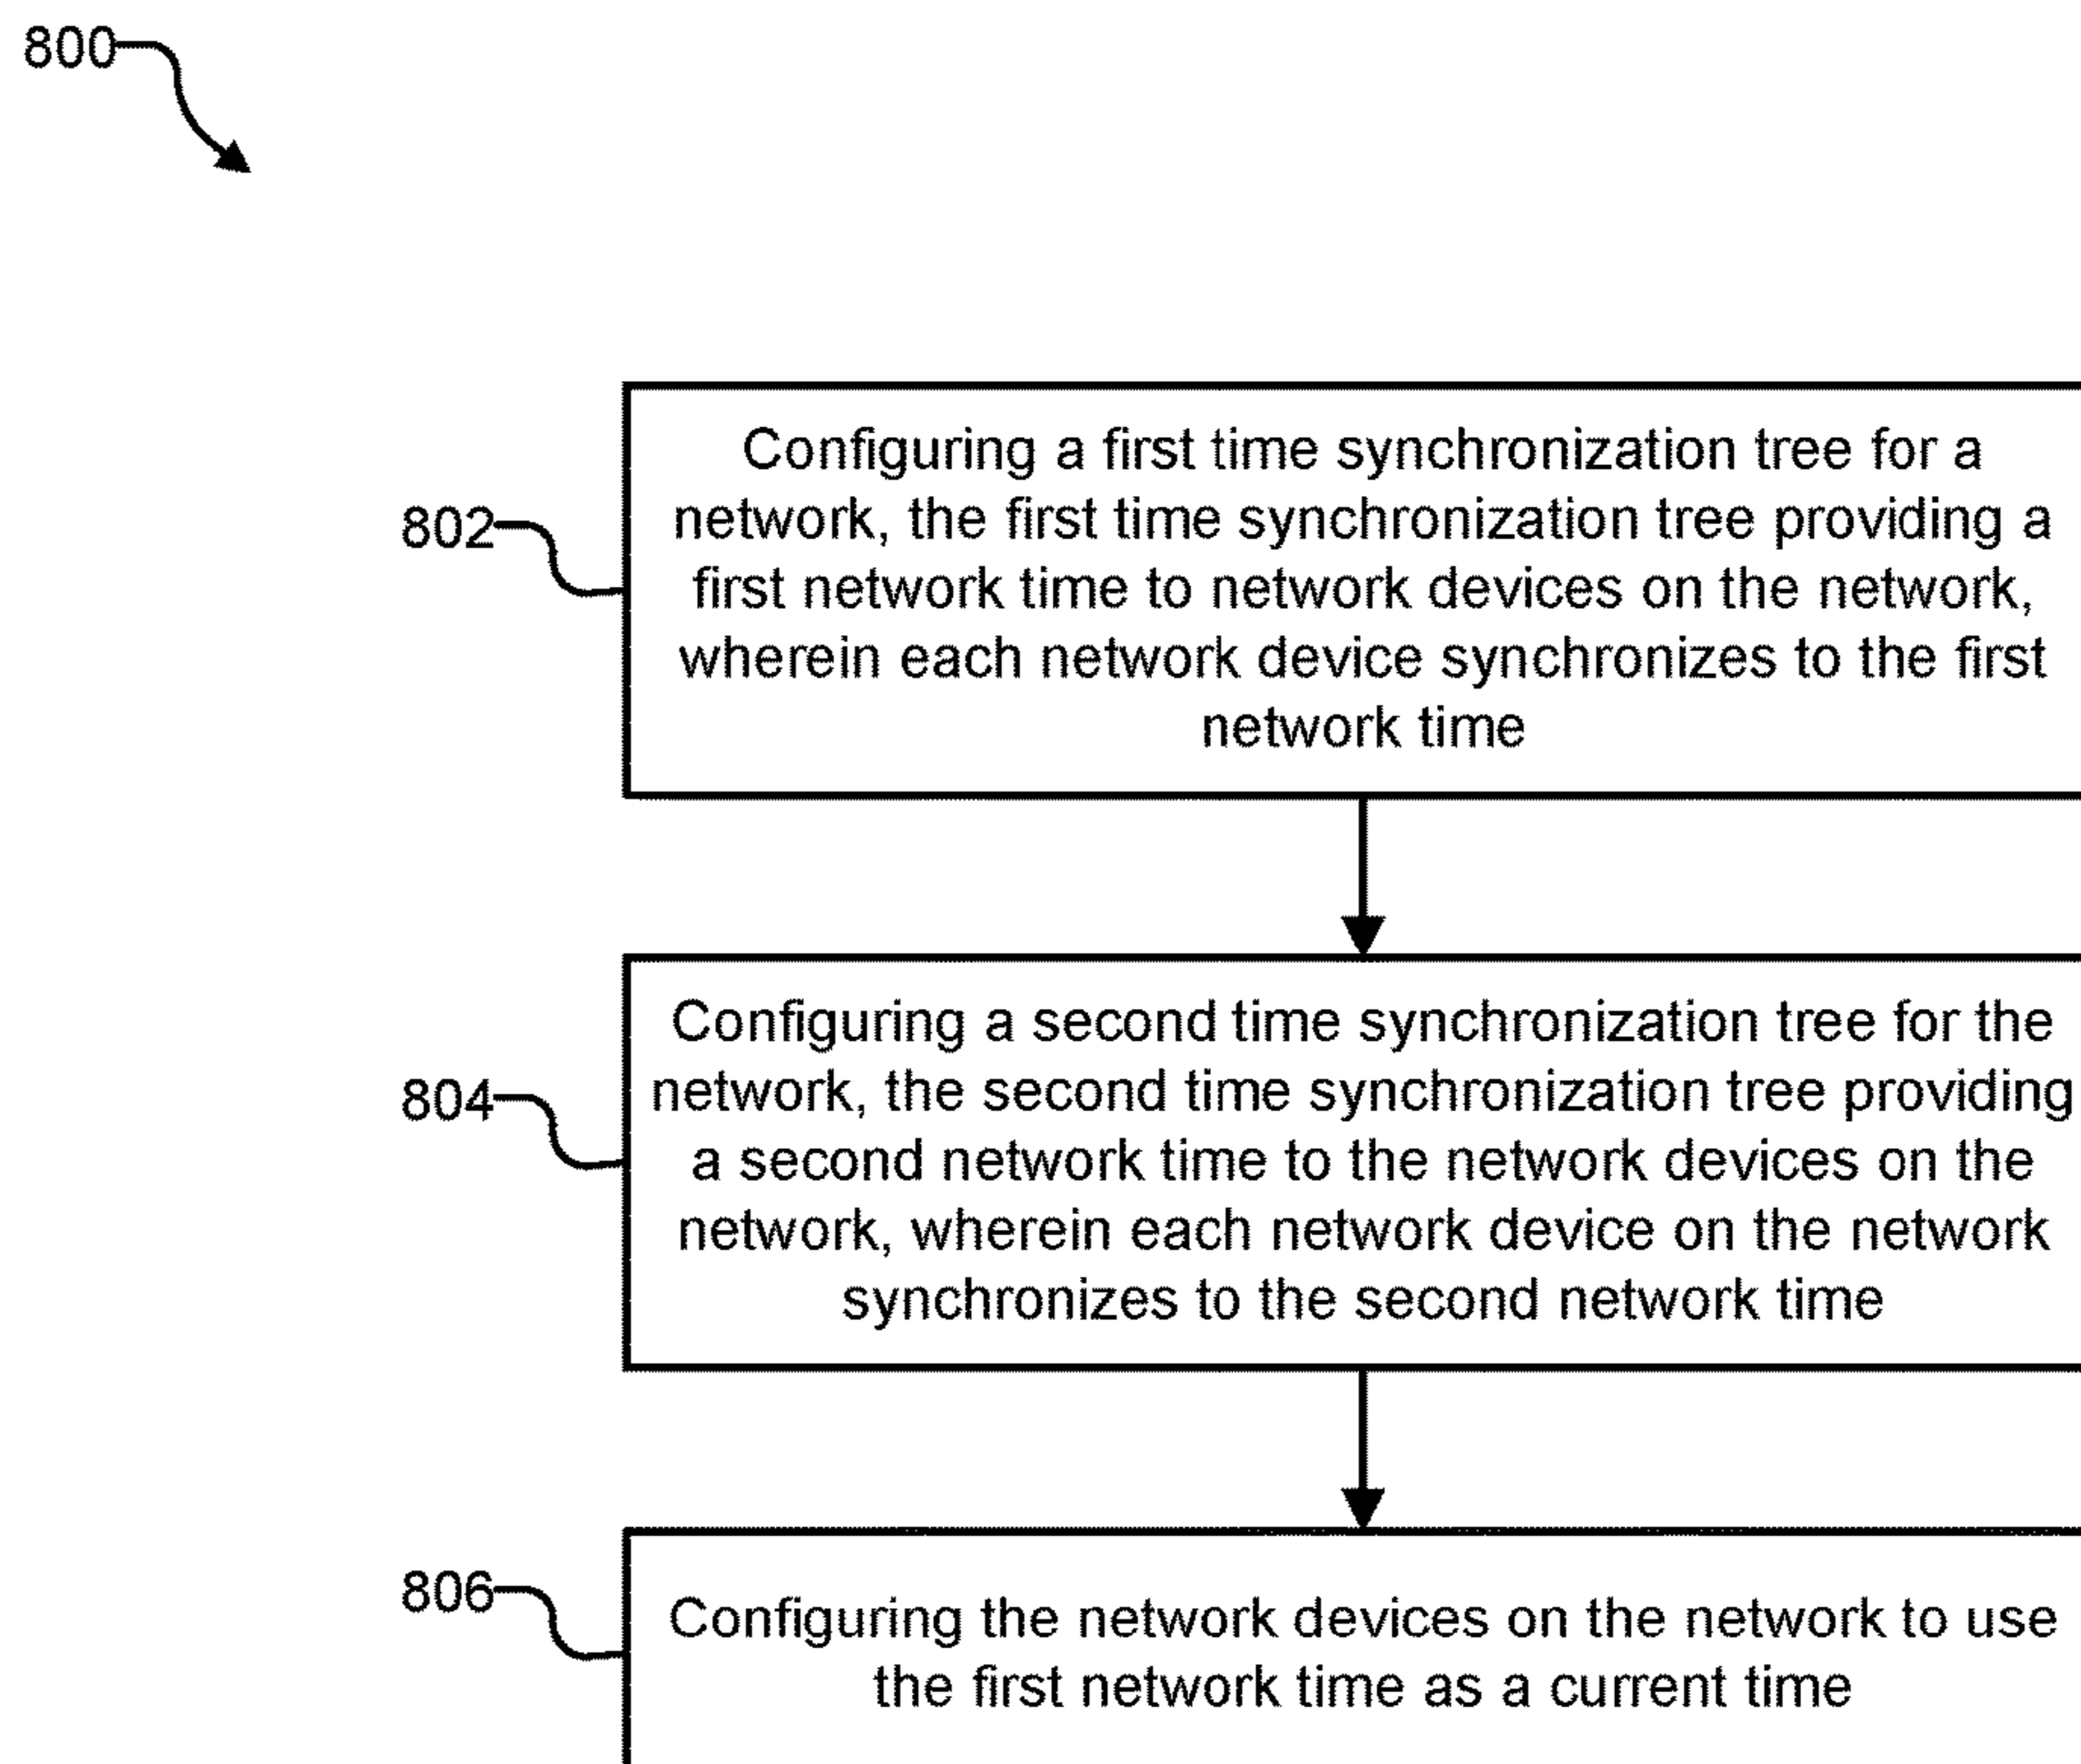 800
802
Configuring a first time synchronization tree for a
network, the first time synchronization tree providing a
first network time to network devices on the network,
wherein each network device synchronizes to the first
network time
804
Configuring a second time synchronization tree for the
network, the second time synchronization tree providing
a second network time to the network devices on the
network, wherein each network device on the network
synchronizes to the second network time
806
Configuring the network devices on the network to use
the first network time as a current time